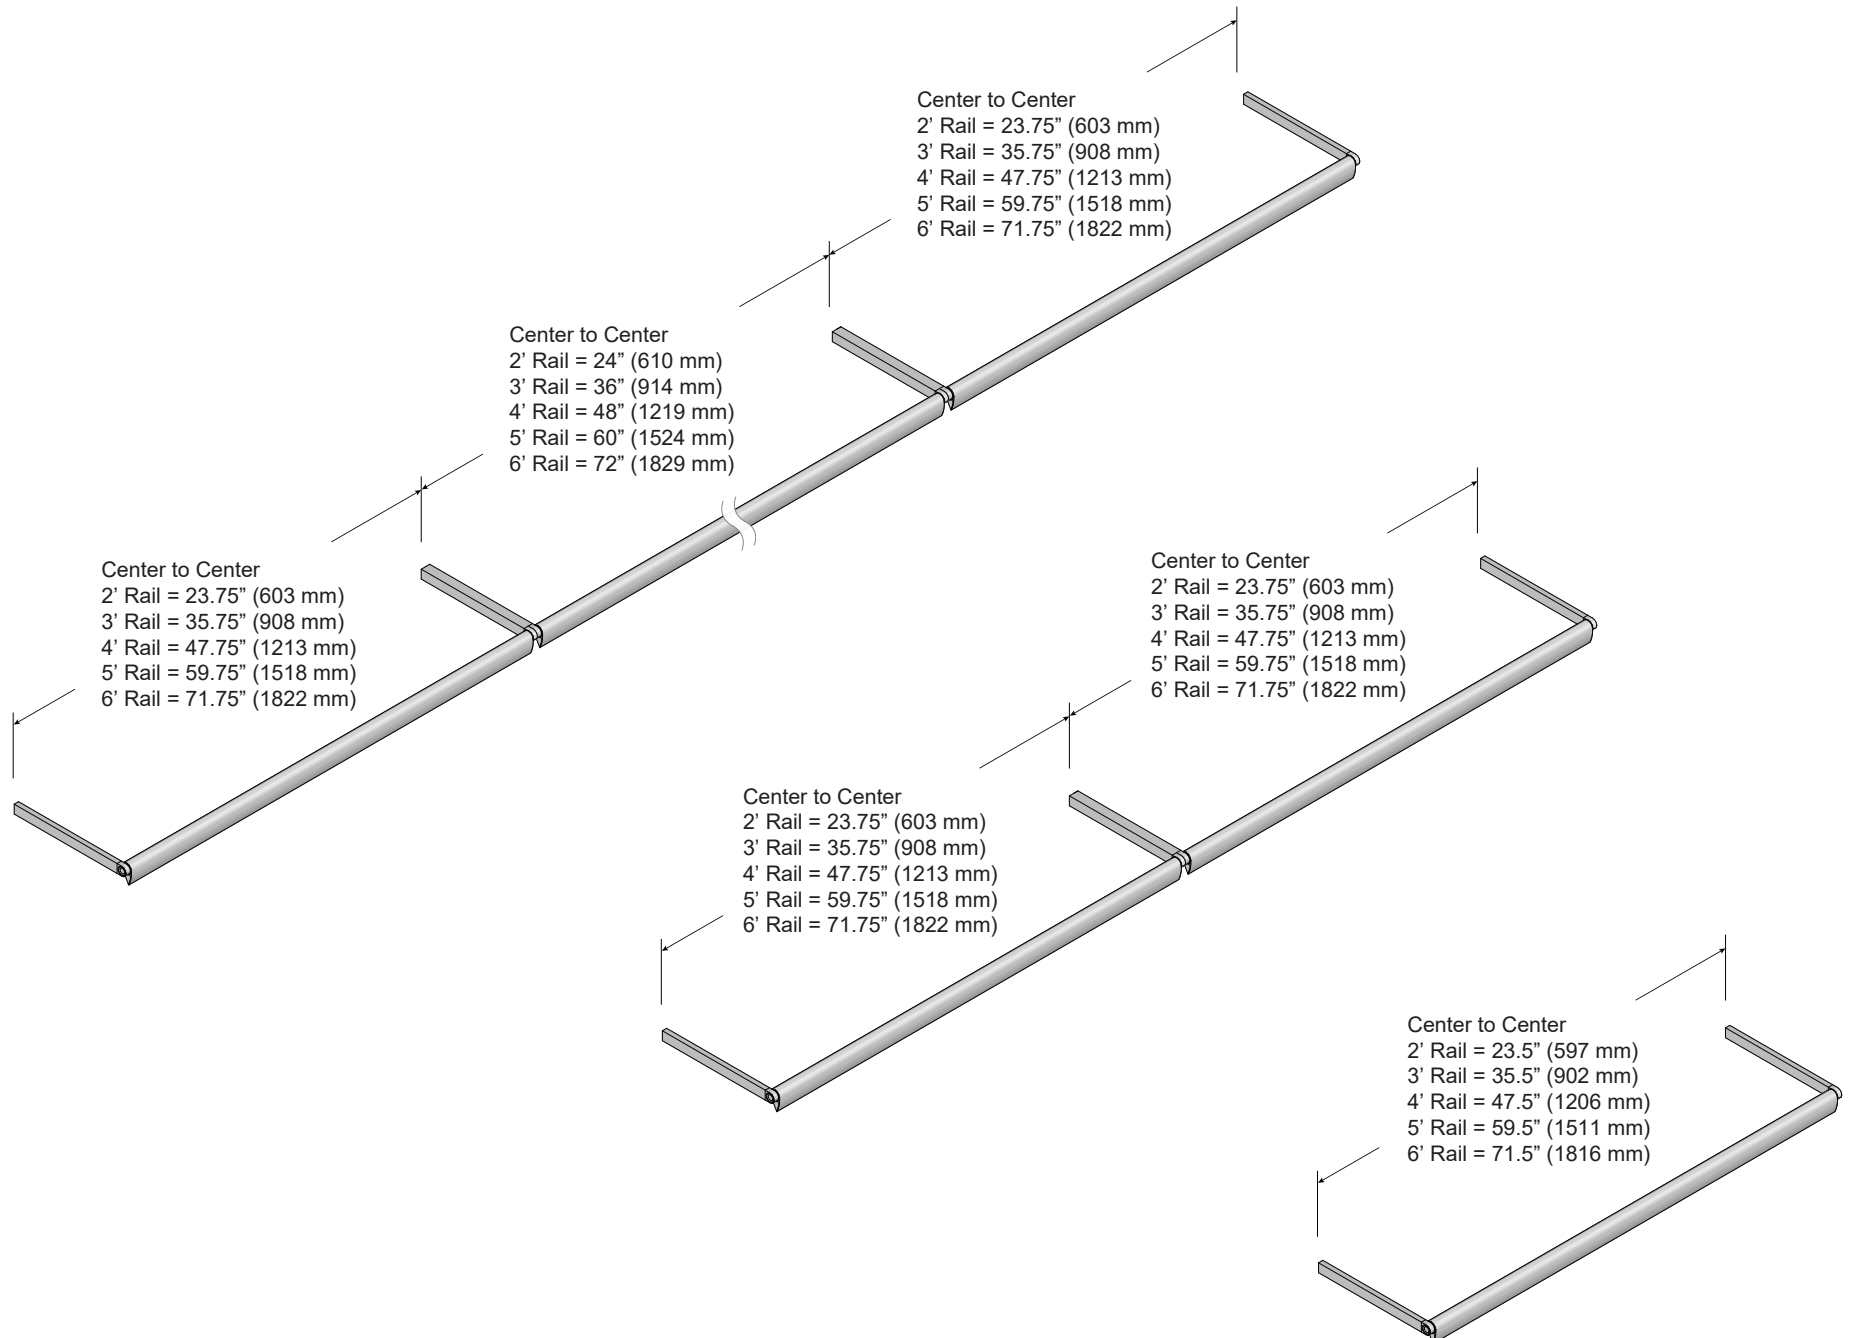 Center to Center
2’ Rail = 23.75” (603 mm)
3’ Rail = 35.75” (908 mm)
4’ Rail = 47.75” (1213 mm)
5’ Rail = 59.75” (1518 mm)
6’ Rail = 71.75” (1822 mm)
Center to Center
2’ Rail = 24” (610 mm)
3’ Rail = 36” (914 mm)
4’ Rail = 48” (1219 mm)
5’ Rail = 60” (1524 mm)
6’ Rail = 72” (1829 mm)
Center to Center
2’ Rail = 23.75” (603 mm)
3’ Rail = 35.75” (908 mm)
4’ Rail = 47.75” (1213 mm)
5’ Rail = 59.75” (1518 mm)
6’ Rail = 71.75” (1822 mm)
Center to Center
2’ Rail = 23.75” (603 mm)
3’ Rail = 35.75” (908 mm)
4’ Rail = 47.75” (1213 mm)
5’ Rail = 59.75” (1518 mm)
6’ Rail = 71.75” (1822 mm)
Center to Center
2’ Rail = 23.75” (603 mm)
3’ Rail = 35.75” (908 mm)
4’ Rail = 47.75” (1213 mm)
5’ Rail = 59.75” (1518 mm)
6’ Rail = 71.75” (1822 mm)
Center to Center
2’ Rail = 23.5” (597 mm)
3’ Rail = 35.5” (902 mm)
4’ Rail = 47.5” (1206 mm)
5’ Rail = 59.5” (1511 mm)
6’ Rail = 71.5” (1816 mm)